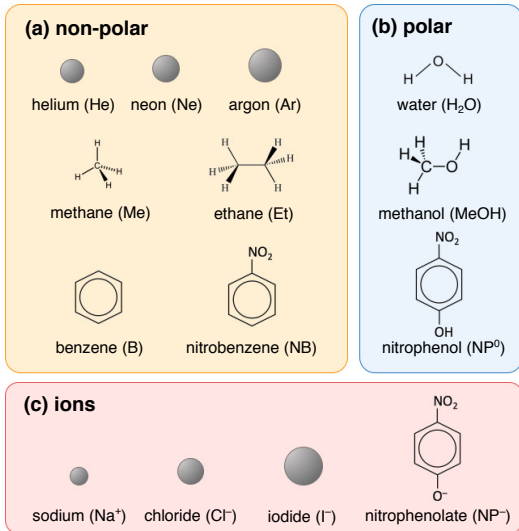 (a) non-polar
helium (He) neon (Ne) argon (Ar)
H
C
H
H
H
methane (Me)
H
H
H
H
H
H
ethane (Et)
benzene (B)
NO₂
nitrobenzene (NB)
(b) polar
O
H H
water (H₂O)
H
H
H
C
O
H
methanol (MeOH)
NO₂
OH
nitrophenol (NP⁰)
(c) ions
sodium (Na⁺) chloride (Cl⁻) iodide (I⁻)
NO₂
O⁻
nitrophenolate (NP⁻)